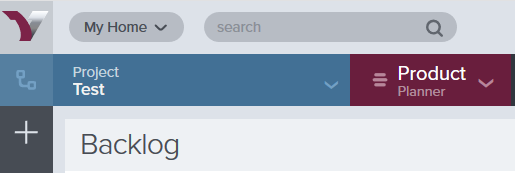 My Home
search
Project
Test
Product
Planner
Backlog